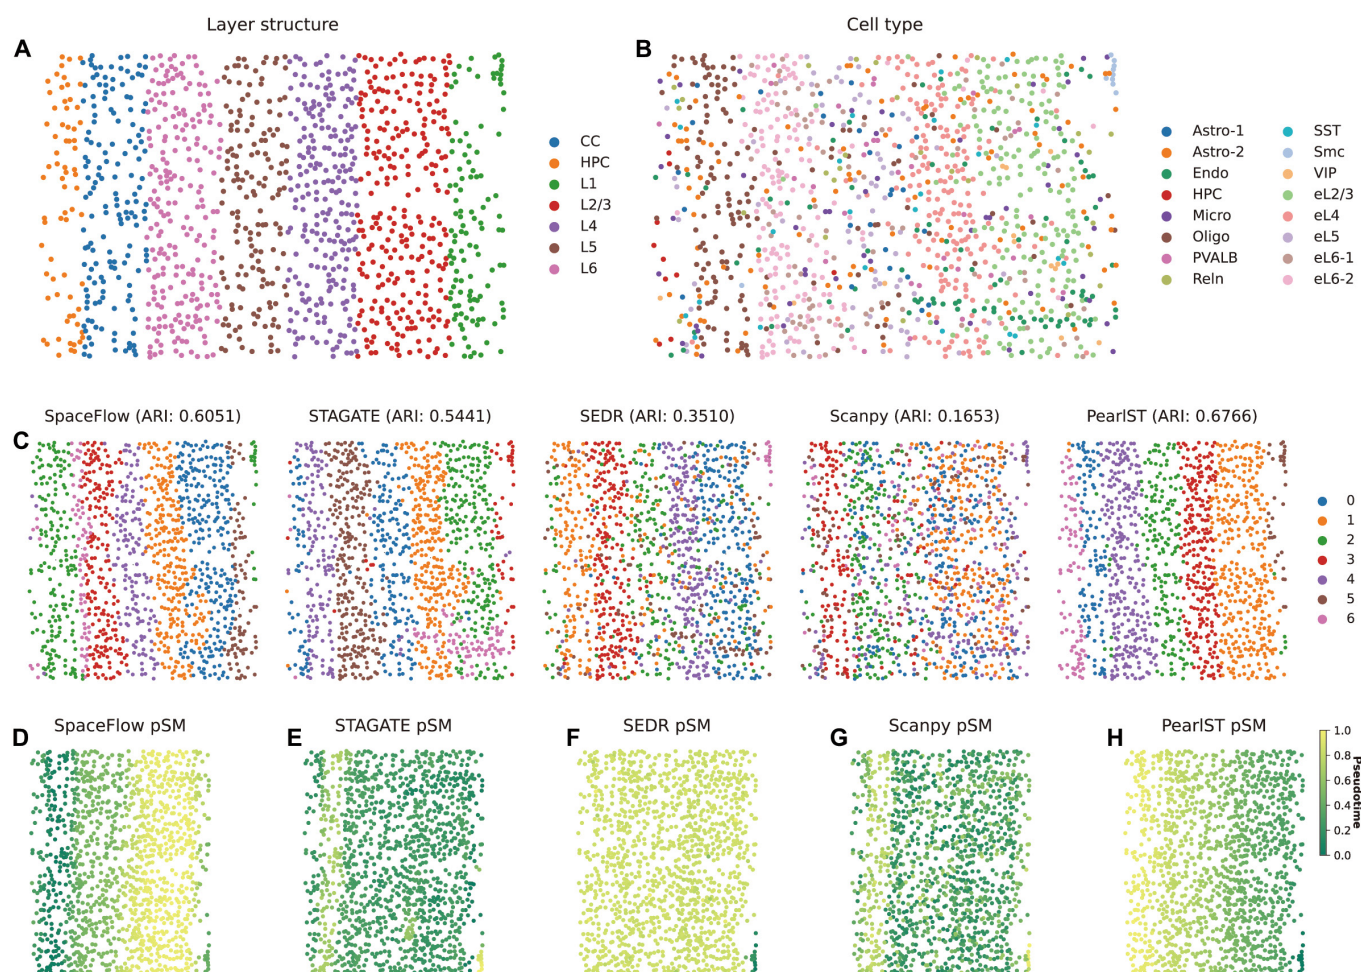 Layer structure
Cell type
A
B
CC
HPC
L1
L2/3
L4
L5
L6
Astro-1
Astro-2
Endo
HPC
Micro
Oligo
PVALB
Reln
SST
Smc
VIP
eL2/3
eL4
eL5
eL6-1
eL6-2
SpaceFlow (ARI: 0.6051)
STAGATE (ARI: 0.5441)
SEDR (ARI: 0.3510)
Scanpy (ARI: 0.1653)
PearlST (ARI: 0.6766)
C
0
1
2
3
4
5
6
D
SpaceFlow pSM
E
STAGATE pSM
F
SEDR pSM
G
Scanpy pSM
H
PearlST pSM
1.0
0.8
0.6
0.4
0.2
0.0
Pseudotime